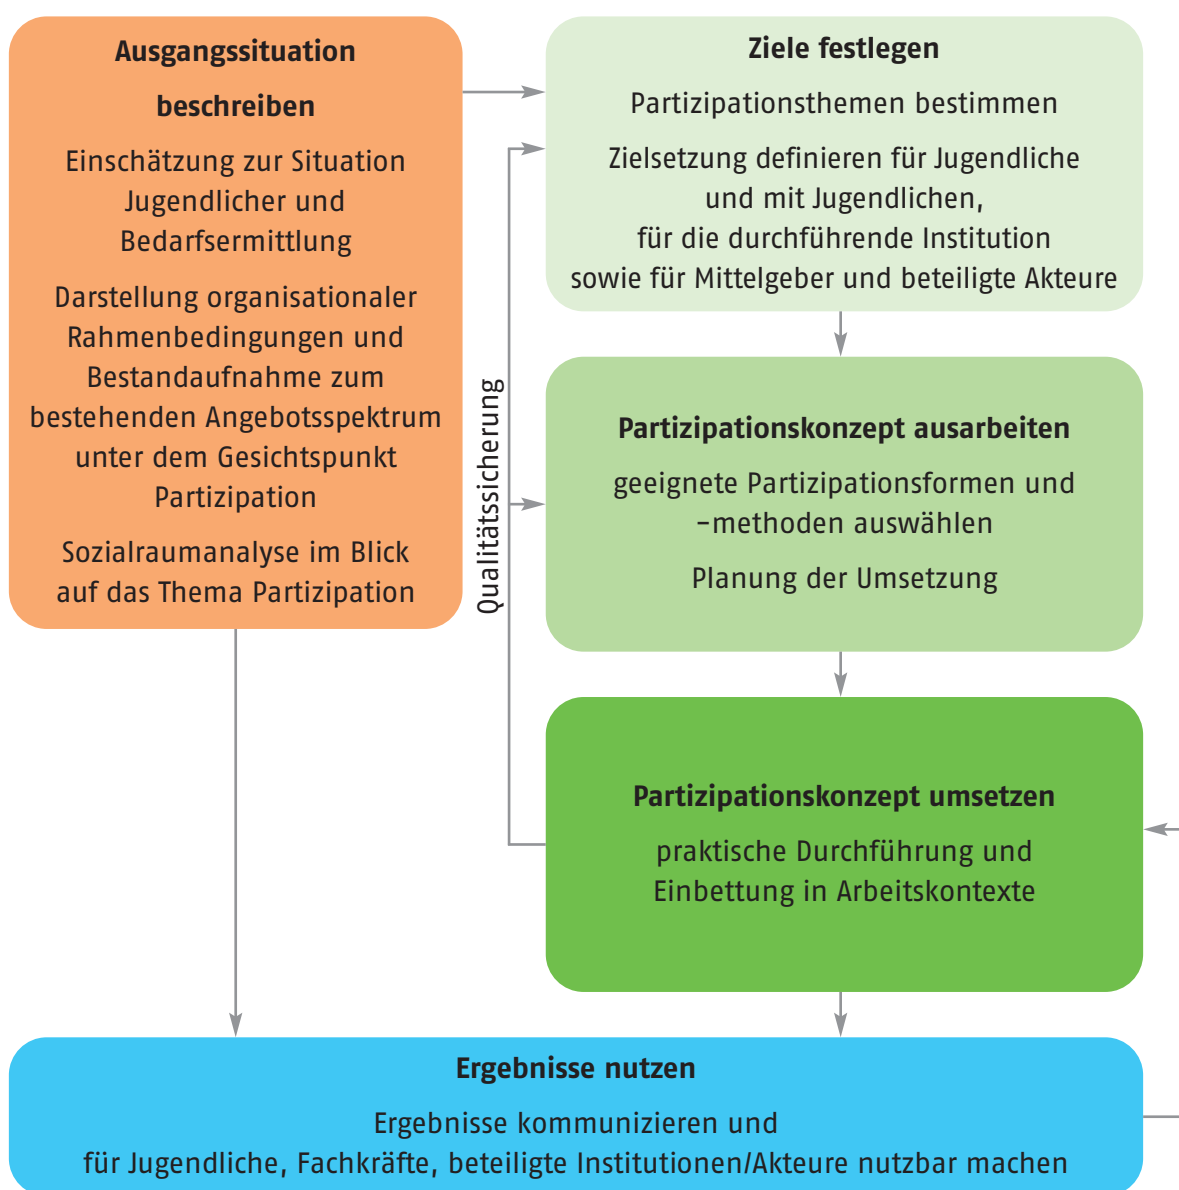 Ausgangssituation
beschreiben
Einschätzung zur Situation
Jugendlicher und
Bedarfsermittlung
Darstellung organisationaler
Rahmenbedingungen und
Bestandaufnahme zum
bestehenden Angebotsspektrum
unter dem Gesichtspunkt
Partizipation
Sozialraumanalyse im Blick
auf das Thema Partizipation
Ziele festlegen
Partizipationsthemen bestimmen
Zielsetzung definieren für Jugendliche
und mit Jugendlichen,
für die durchführende Institution
sowie für Mittelgeber und beteiligte Akteure
Qualitätssicherung
Partizipationskonzept ausarbeiten
geeignete Partizipationsformen und
-methoden auswählen
Planung der Umsetzung
Partizipationskonzept umsetzen
praktische Durchführung und
Einbettung in Arbeitskontexte
Ergebnisse nutzen
Ergebnisse kommunizieren und
für Jugendliche, Fachkräfte, beteiligte Institutionen/Akteure nutzbar machen